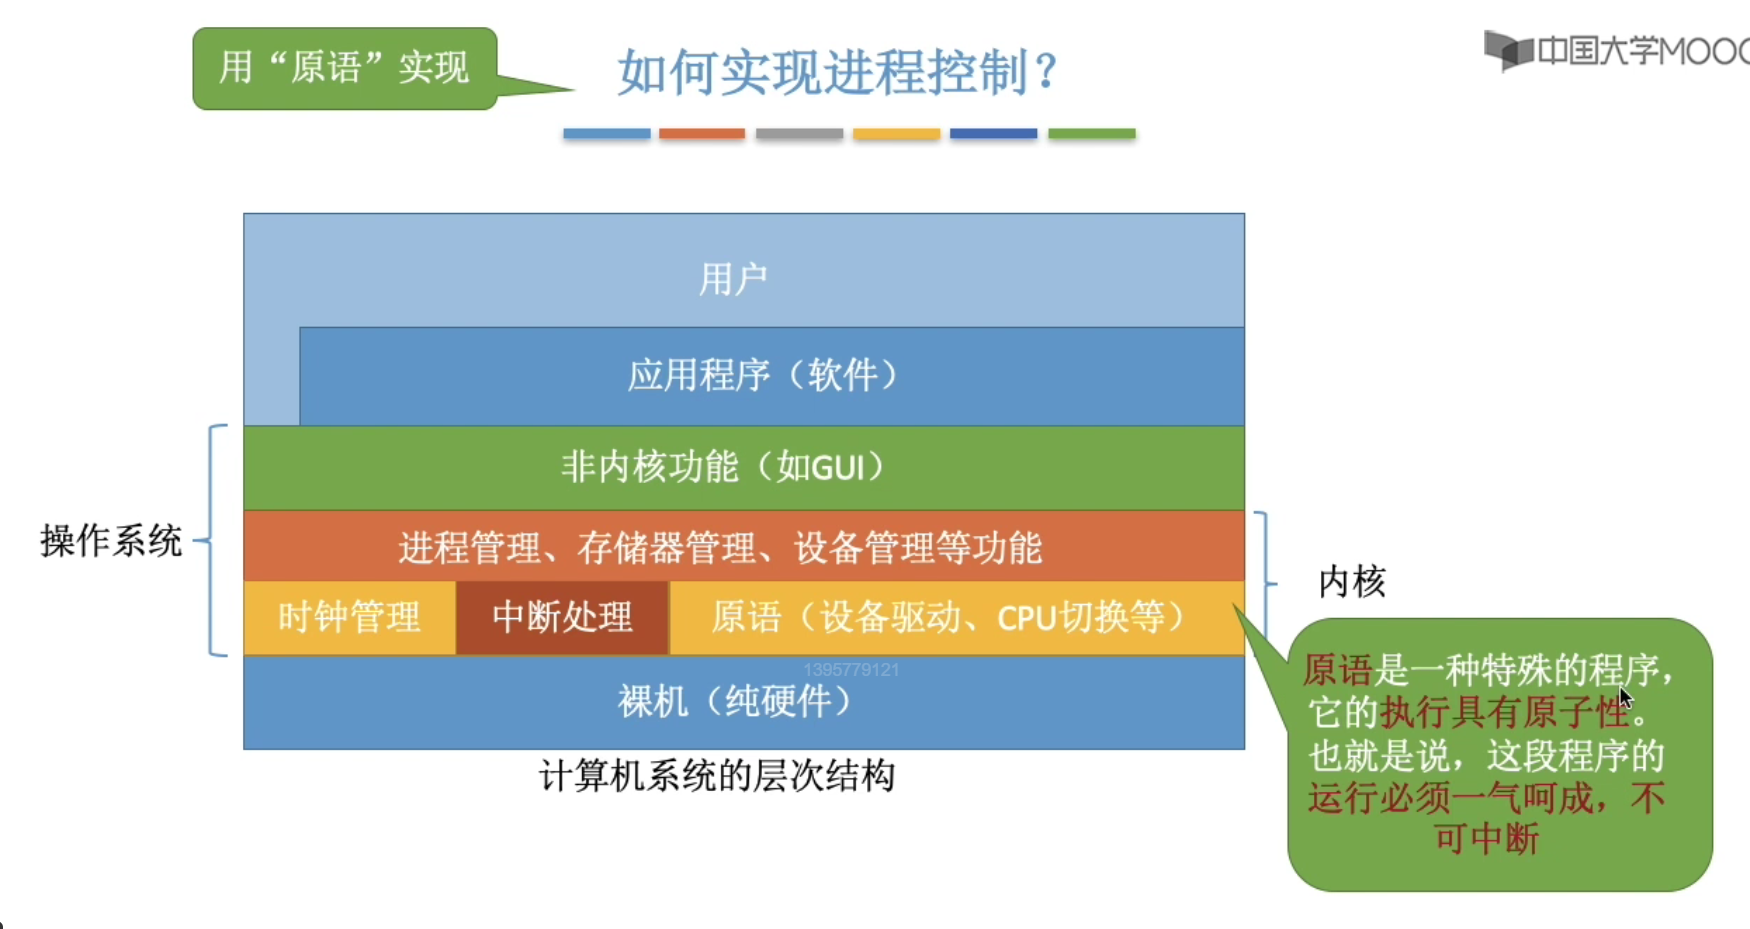 用“原语”实现
如何实现进程控制？
中国大学MOOC
用户
应用程序（软件）
非内核功能（如GUI）
操作系统
进程管理、存储器管理、设备管理等功能
内核
时钟管理
中断处理
原语（设备驱动、CPU切换等）
1395779121
裸机（纯硬件）
计算机系统的层次结构
原语是一种特殊的程序，
它的执行具有原子性。
也就是说，这段程序的
运行必须一气呵成，不
可中断